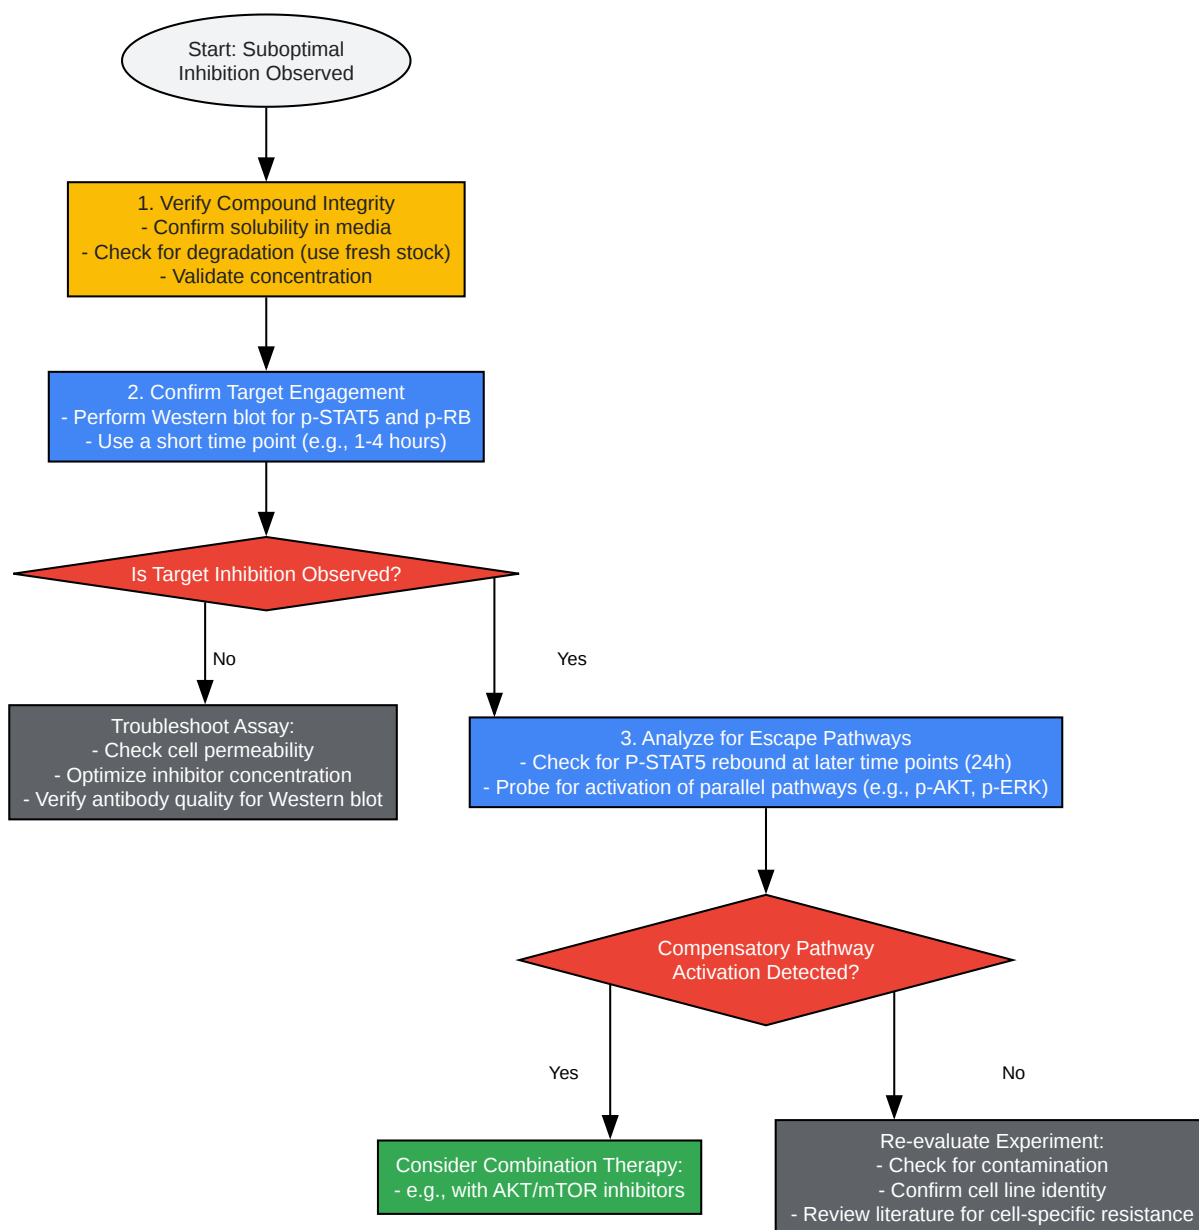 Start: Suboptimal
Inhibition Observed
1. Verify Compound Integrity
- Confirm solubility in media
- Check for degradation (use fresh stock)
- Validate concentration
2. Confirm Target Engagement
- Perform Western blot for p-STAT5 and p-RB
- Use a short time point (e.g., 1-4 hours)
Is Target Inhibition Observed?
No
Yes
Troubleshoot Assay:
- Check cell permeability
- Optimize inhibitor concentration
- Verify antibody quality for Western blot
3. Analyze for Escape Pathways
- Check for P-STAT5 rebound at later time points (24h)
- Probe for activation of parallel pathways (e.g., p-AKT, p-ERK)
Compensatory Pathway
Activation Detected?
Yes
No
Consider Combination Therapy:
- e.g., with AKT/mTOR inhibitors
Re-evaluate Experiment:
- Check for contamination
- Confirm cell line identity
- Review literature for cell-specific resistance